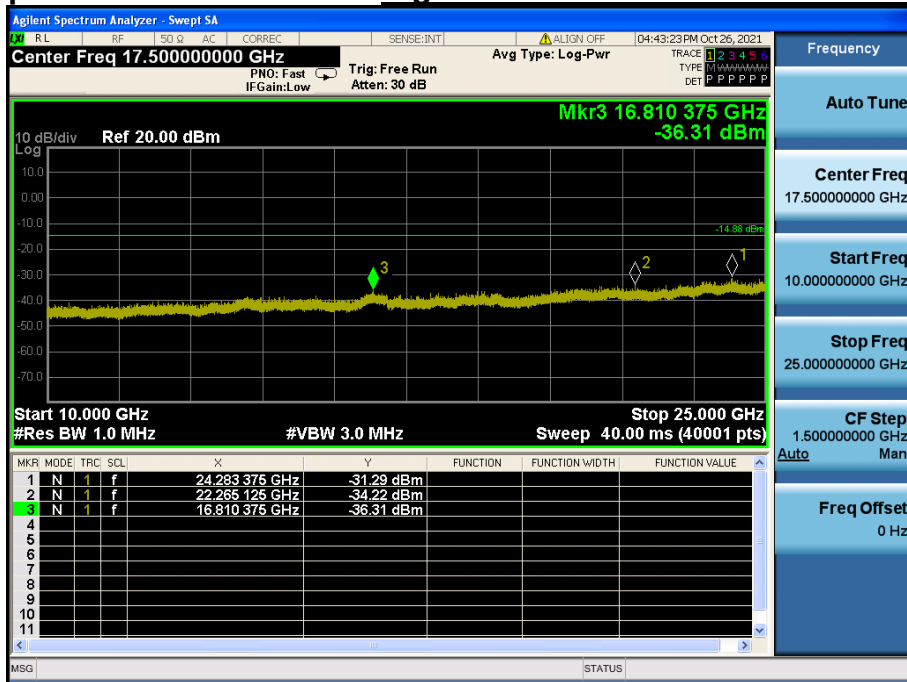 Agilent Spectrum Analyzer - Swept SA
LXI RL RF 50 Ω AC CORREC SENSE:INT ALIGN OFF 04:43:23PM Oct 26, 2021
Center Freq 17.500000000 GHz
PNO: Fast
IFGain:Low
Trig: Free Run
Atten: 30 dB
Avg Type: Log-Pwr
TRACE 1 2 3 4 5 6
TYPE M WWWWW
DET P P P P P P
Mkr3 16.810 375 GHz
-36.31 dBm
10 dB/div Ref 20.00 dBm
Log
10.0
0.00
-10.0
-14.88 dBm
-20.0
-30.0
-40.0
-50.0
-60.0
-70.0
3
2
1
Start 10.000 GHz Stop 25.000 GHz
#Res BW 1.0 MHz #VBW 3.0 MHz Sweep 40.00 ms (40001 pts)
MKR MODE TRC SCL X Y FUNCTION FUNCTION WIDTH FUNCTION VALUE
1 N 1 f 24.283 375 GHz -31.29 dBm
2 N 1 f 22.265 125 GHz -34.22 dBm
3 N 1 f 16.810 375 GHz -36.31 dBm
4
5
6
7
8
9
10
11
MSG STATUS
Frequency
Auto Tune
Center Freq
17.500000000 GHz
Start Freq
10.000000000 GHz
Stop Freq
25.000000000 GHz
CF Step
1.500000000 GHz
Auto Man
Freq Offset
0 Hz